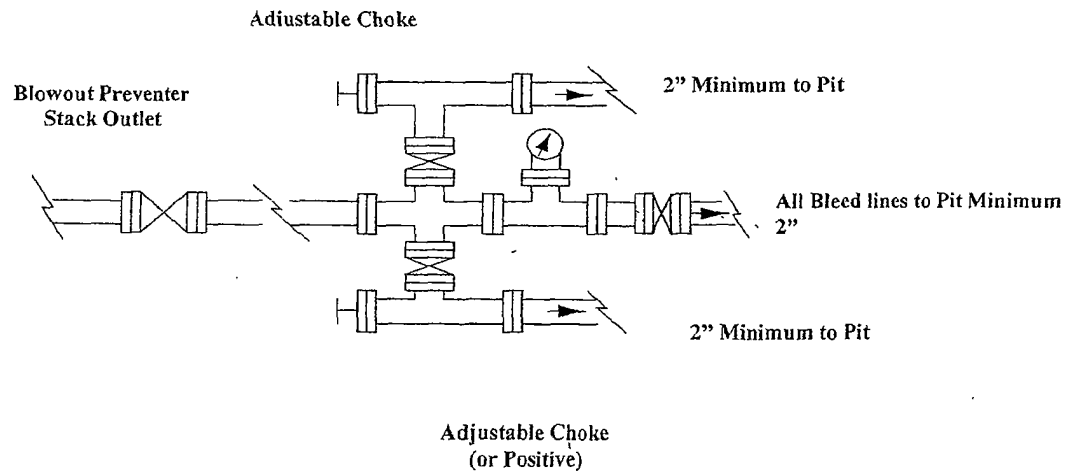 Adiustable Choke
2” Minimum to Pit
Blowout Preventer
Stack Outlet
All Bleed lines to Pit Minimum
2”
2” Minimum to Pit
Adjustable Choke
(or Positive)